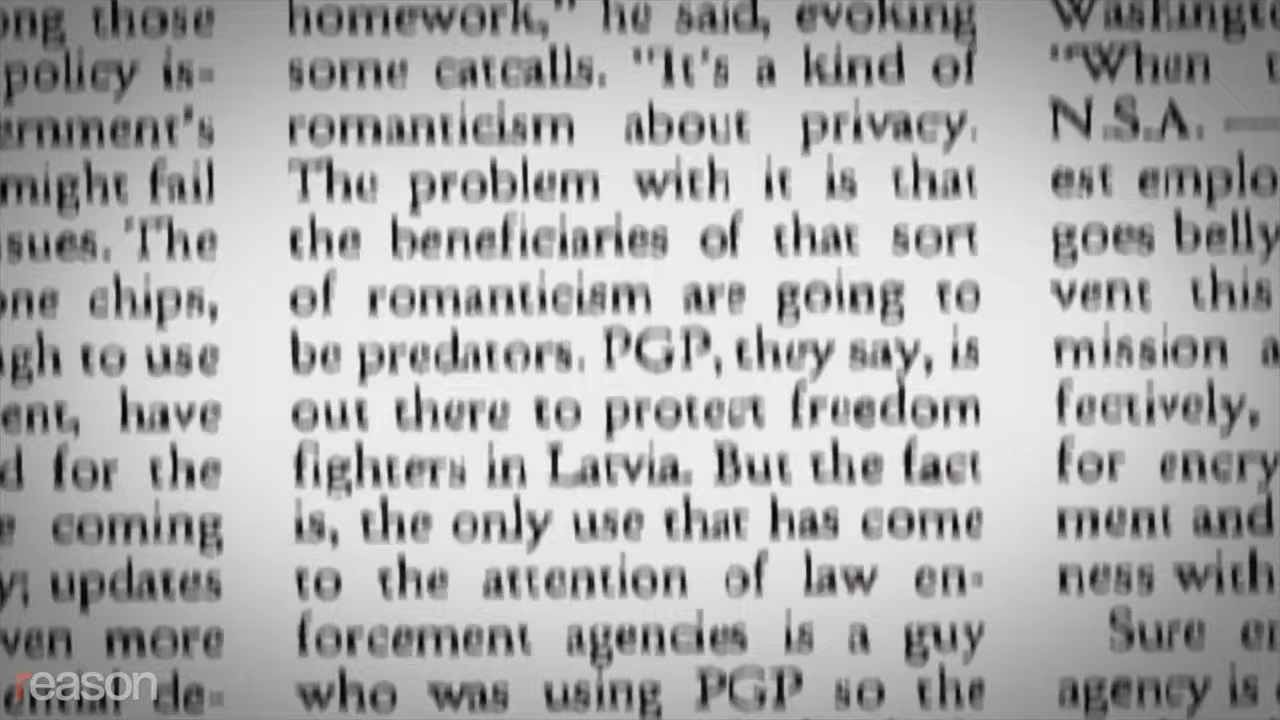 ong those
policy is-
ernment's
might fail
sues. The
one chips,
gh to use
ent, have
d for the
e coming
y; updates
ven more
de-
homework," he said, evoking
some catcalls. "It's a kind of
romanticism about privacy.
The problem with it is that
the beneficiaries of that sort
of romanticism are going to
be predators. PGP, they say, is
out there to protect freedom
fighters in Latvia. But the fact
is, the only use that has come
to the attention of law en-
forcement agencies is a guy
who was using PGP so the
Washingto
"When t
N.S.A. —
est emplo
goes belly
vent this
mission a
fectively,
for encry
ment and
ness with
Sure en
agency is
reason